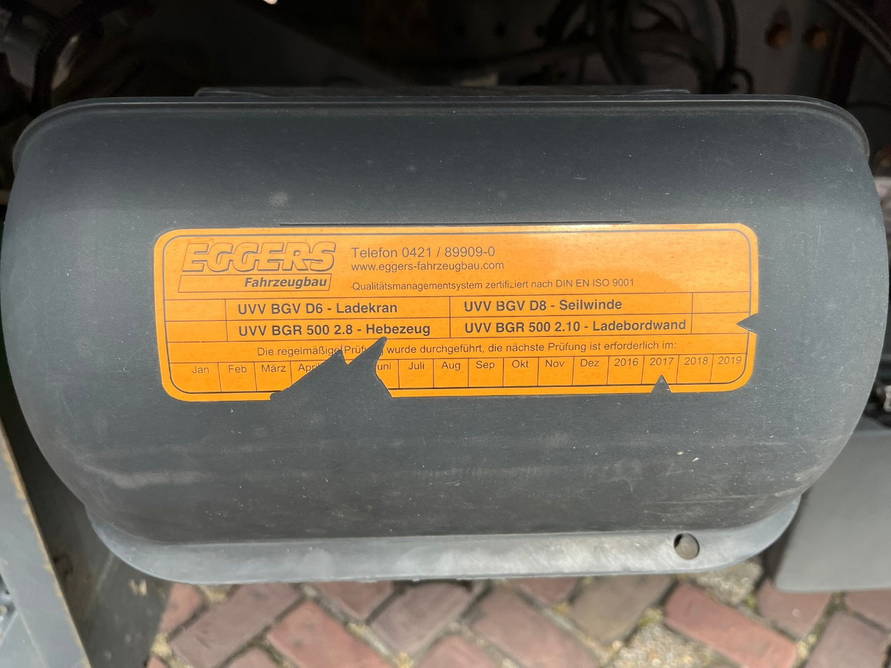 EGGERS
Fahrzeugbau
Telefon 0421 / 89909-0
www.eggers-fahrzeugbau.com
Qualitätsmanagementsystem zertifiziert nach DIN EN ISO 9001
UVV BGV D6 - Ladekran UVV BGV D8 - Seilwinde
UVV BGR 500 2.8 - Hebezeug UVV BGR 500 2.10 - Ladebordwand
Die regelmäßige Prüfung wurde durchgeführt, die nächste Prüfung ist erforderlich im:
Jan Feb März April Juli Aug Sep Okt Nov Dez 2016 2017 2018 2019